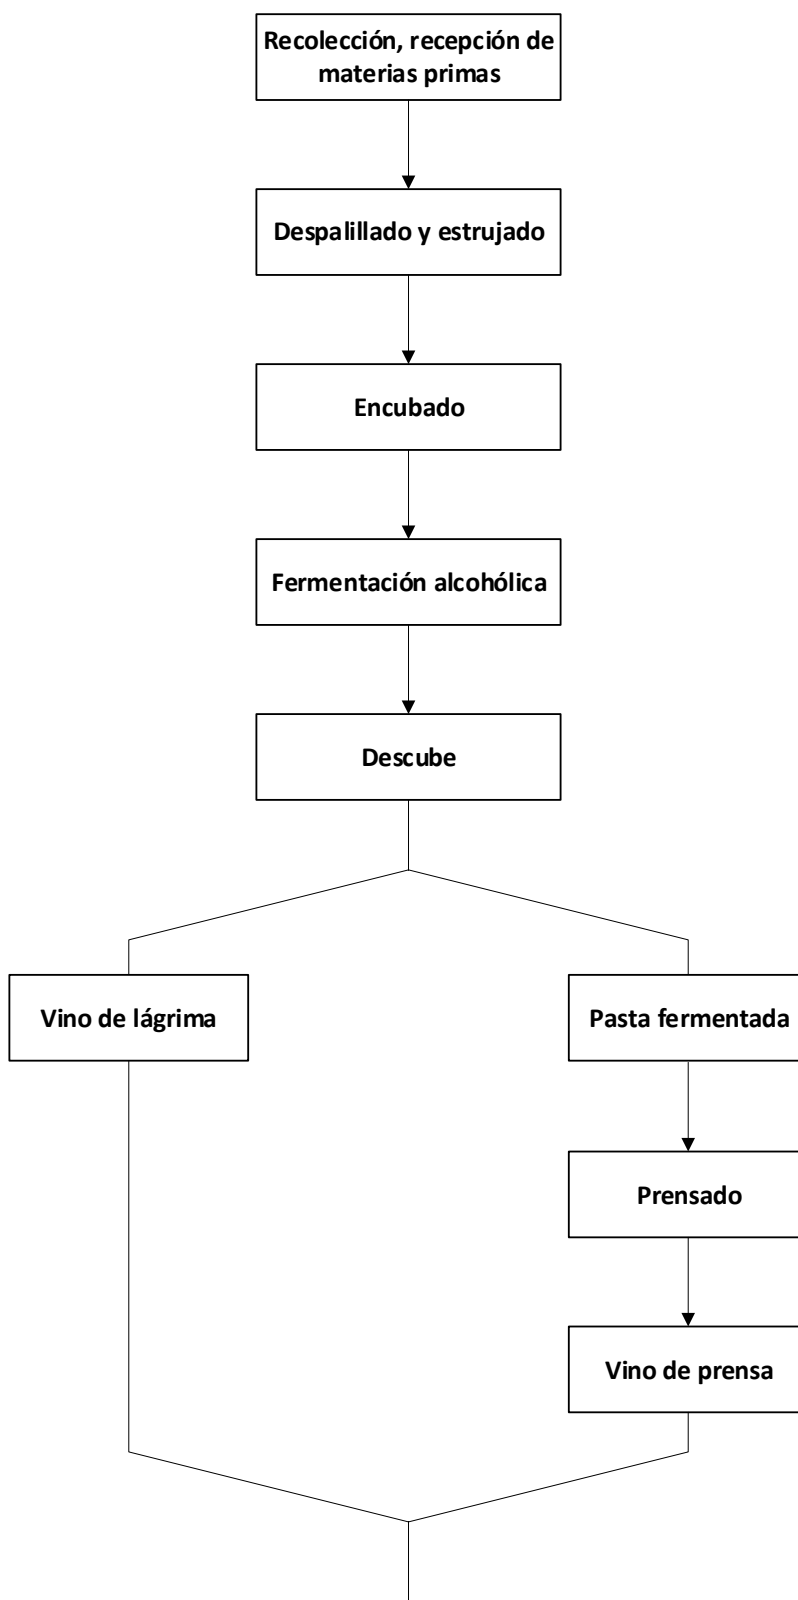 Recolección, recepción de
materias primas
Despalillado y estrujado
Encubado
Fermentación alcohólica
Descube
Vino de lágrima
Pasta fermentada
Prensado
Vino de prensa